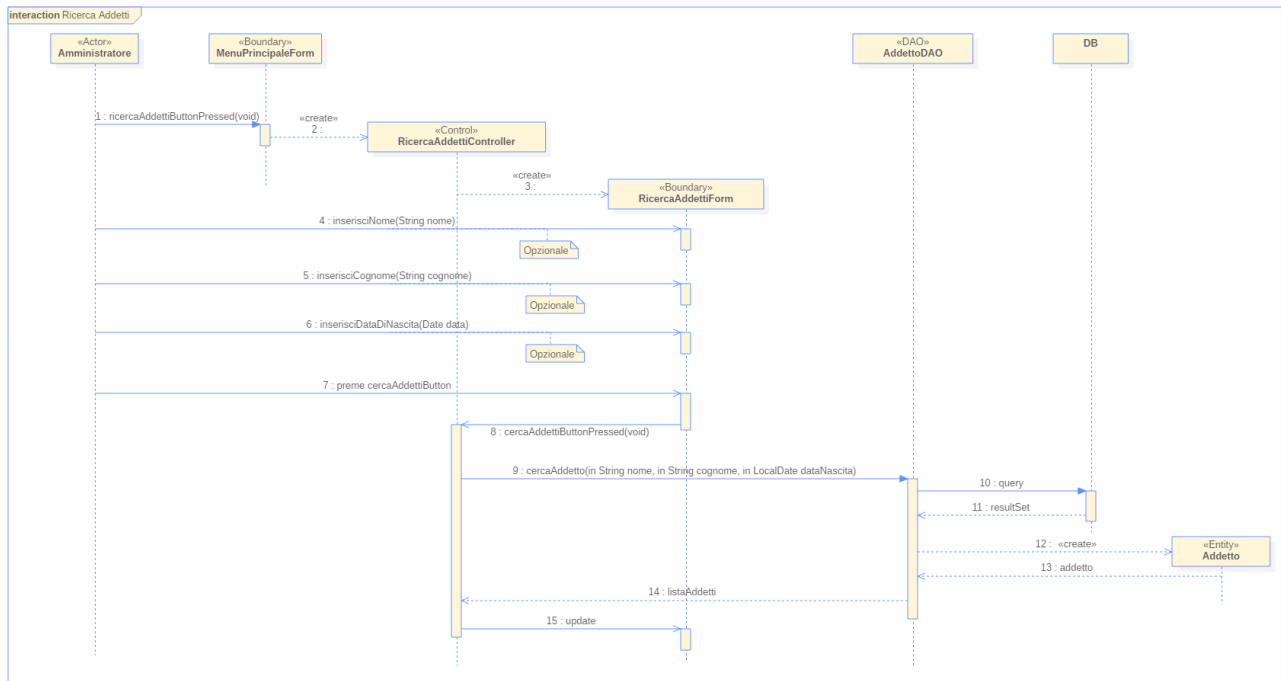 interaction Ricerca Addetti
«Actor»
Amministratore
«Boundary»
MenuPrincipaleForm
«DAO»
AddettoDAO
DB
1 : ricercaAddettiButtonPressed(void)
«create»
2 :
«Control»
RicercaAddettiController
«create»
3 :
«Boundary»
RicercaAddettiForm
4 : inserisciNome(String nome)
Opzionale
5 : inserisciCognome(String cognome)
Opzionale
6 : inserisciDataDiNascita(Date data)
Opzionale
7 : preme cercaAddettiButton
8 : cercaAddettiButtonPressed(void)
9 : cercaAddetto(in String nome, in String cognome, in LocalDate dataNascita)
10 : query
11 : resultSet
12 : «create»
«Entity»
Addetto
13 : addetto
14 : listaAddetti
15 : update